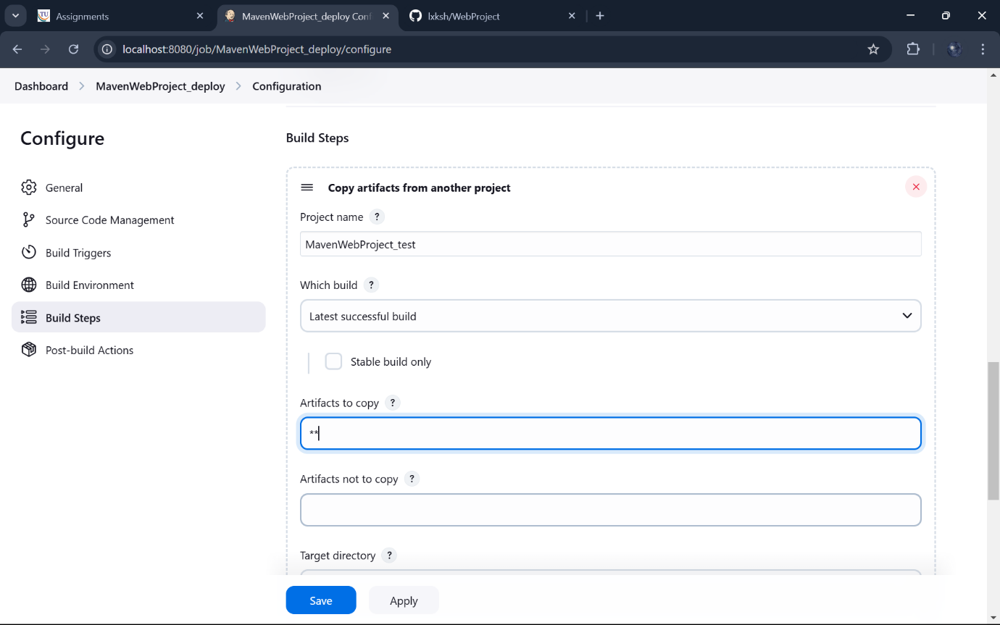 Assignments
MavenWebProject_deploy Conf
lxksh/WebProject
localhost:8080/job/MavenWebProject_deploy/configure
Dashboard > MavenWebProject_deploy > Configuration
Configure
General
Source Code Management
Build Triggers
Build Environment
Build Steps
Post-build Actions
Build Steps
Copy artifacts from another project
Project name ?
MavenWebProject_test
Which build ?
Latest successful build
Stable build only
Artifacts to copy ?
**
Artifacts not to copy ?
Target directory ?
Save Apply